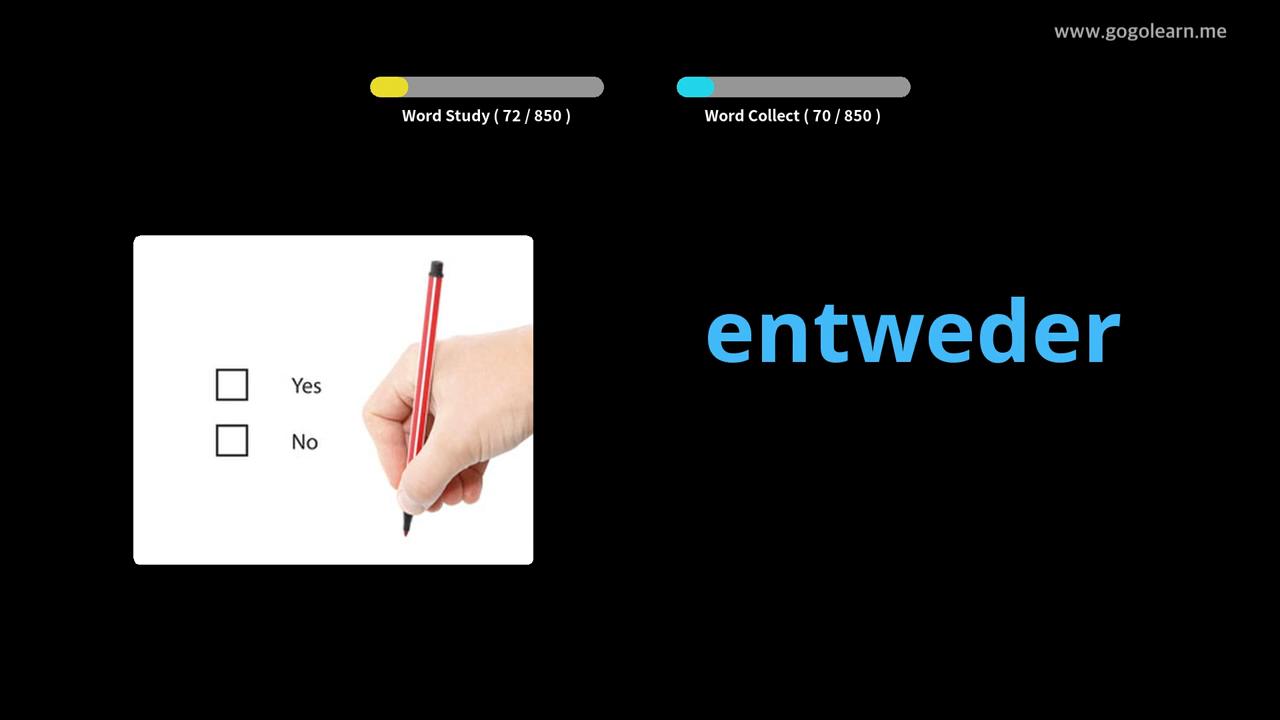 www.gogolearn.me
Word Study ( 72 / 850 )
Word Collect ( 70 / 850 )
entweder
Yes
No